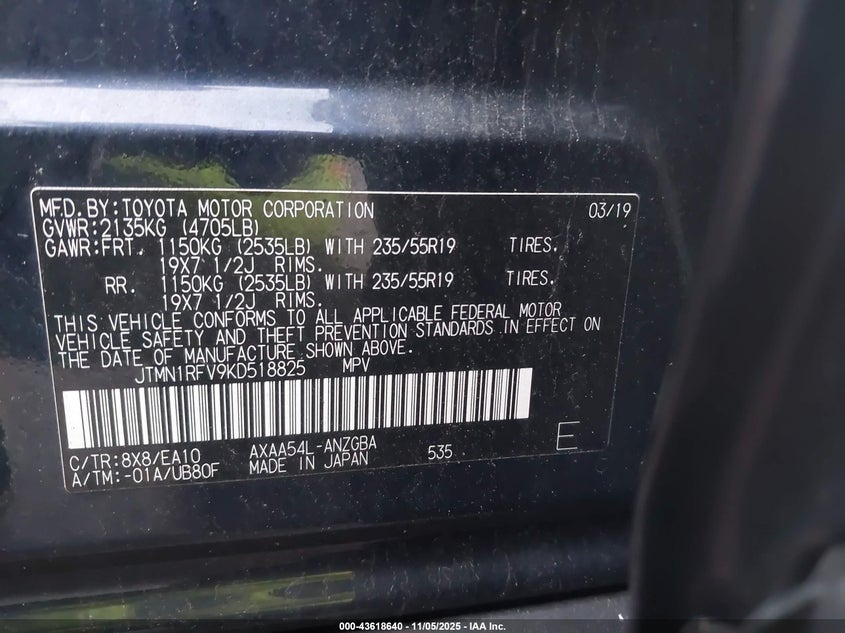 MFD.BY:TOYOTA MOTOR CORPORATION 03/19
GVWR:2135KG (4705LB)
GAWR:FRT. 1150KG (2535LB) WITH 235/55R19 TIRES.
19X7 1/2J RIMS.
RR. 1150KG (2535LB) WITH 235/55R19 TIRES.
19X7 1/2J RIMS.
THIS VEHICLE CONFORMS TO ALL APPLICABLE FEDERAL MOTOR
VEHICLE SAFETY AND THEFT PREVENTION STANDARDS IN EFFECT ON
THE DATE OF MANUFACTURE SHOWN ABOVE.
JTMN1RFV9KD518825 MPV
C/TR:8X8/EA10 AXAA54L-ANZGBA 535 E
A/TM:-01A/UB80F MADE IN JAPAN
000-43618640 - 11/05/2025 - IAA Inc.